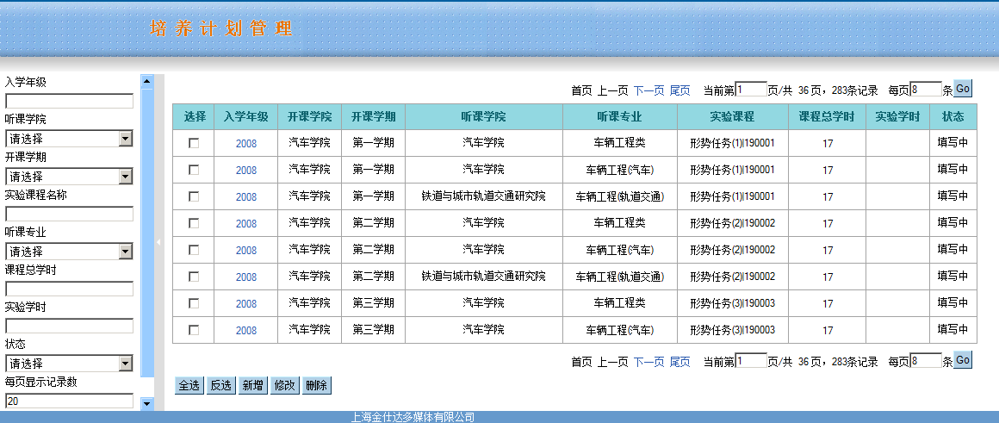 培养计划管理
入学年级
听课学院
请选择
开课学期
请选择
实验课程名称
听课专业
请选择
课程总学时
实验学时
状态
请选择
每页显示记录数
20
首页 上一页 下一页 尾页 当前第1页/共 36页，283条记录 每页8条 Go
选择 入学年级 开课学院 开课学期 听课学院 听课专业 实验课程 课程总学时 实验学时 状态
2008 汽车学院 第一学期 汽车学院 车辆工程类 形势任务(1)|190001 17 填写中
2008 汽车学院 第一学期 汽车学院 车辆工程(汽车) 形势任务(1)|190001 17 填写中
2008 汽车学院 第一学期 铁道与城市轨道交通研究院 车辆工程(轨道交通) 形势任务(1)|190001 17 填写中
2008 汽车学院 第二学期 汽车学院 车辆工程类 形势任务(2)|190002 17 填写中
2008 汽车学院 第二学期 汽车学院 车辆工程(汽车) 形势任务(2)|190002 17 填写中
2008 汽车学院 第二学期 铁道与城市轨道交通研究院 车辆工程(轨道交通) 形势任务(2)|190002 17 填写中
2008 汽车学院 第三学期 汽车学院 车辆工程类 形势任务(3)|190003 17 填写中
2008 汽车学院 第三学期 汽车学院 车辆工程(汽车) 形势任务(3)|190003 17 填写中
首页 上一页 下一页 尾页 当前第1页/共 36页，283条记录 每页8条 Go
全选 反选 新增 修改 删除
上海金仕达多媒体有限公司